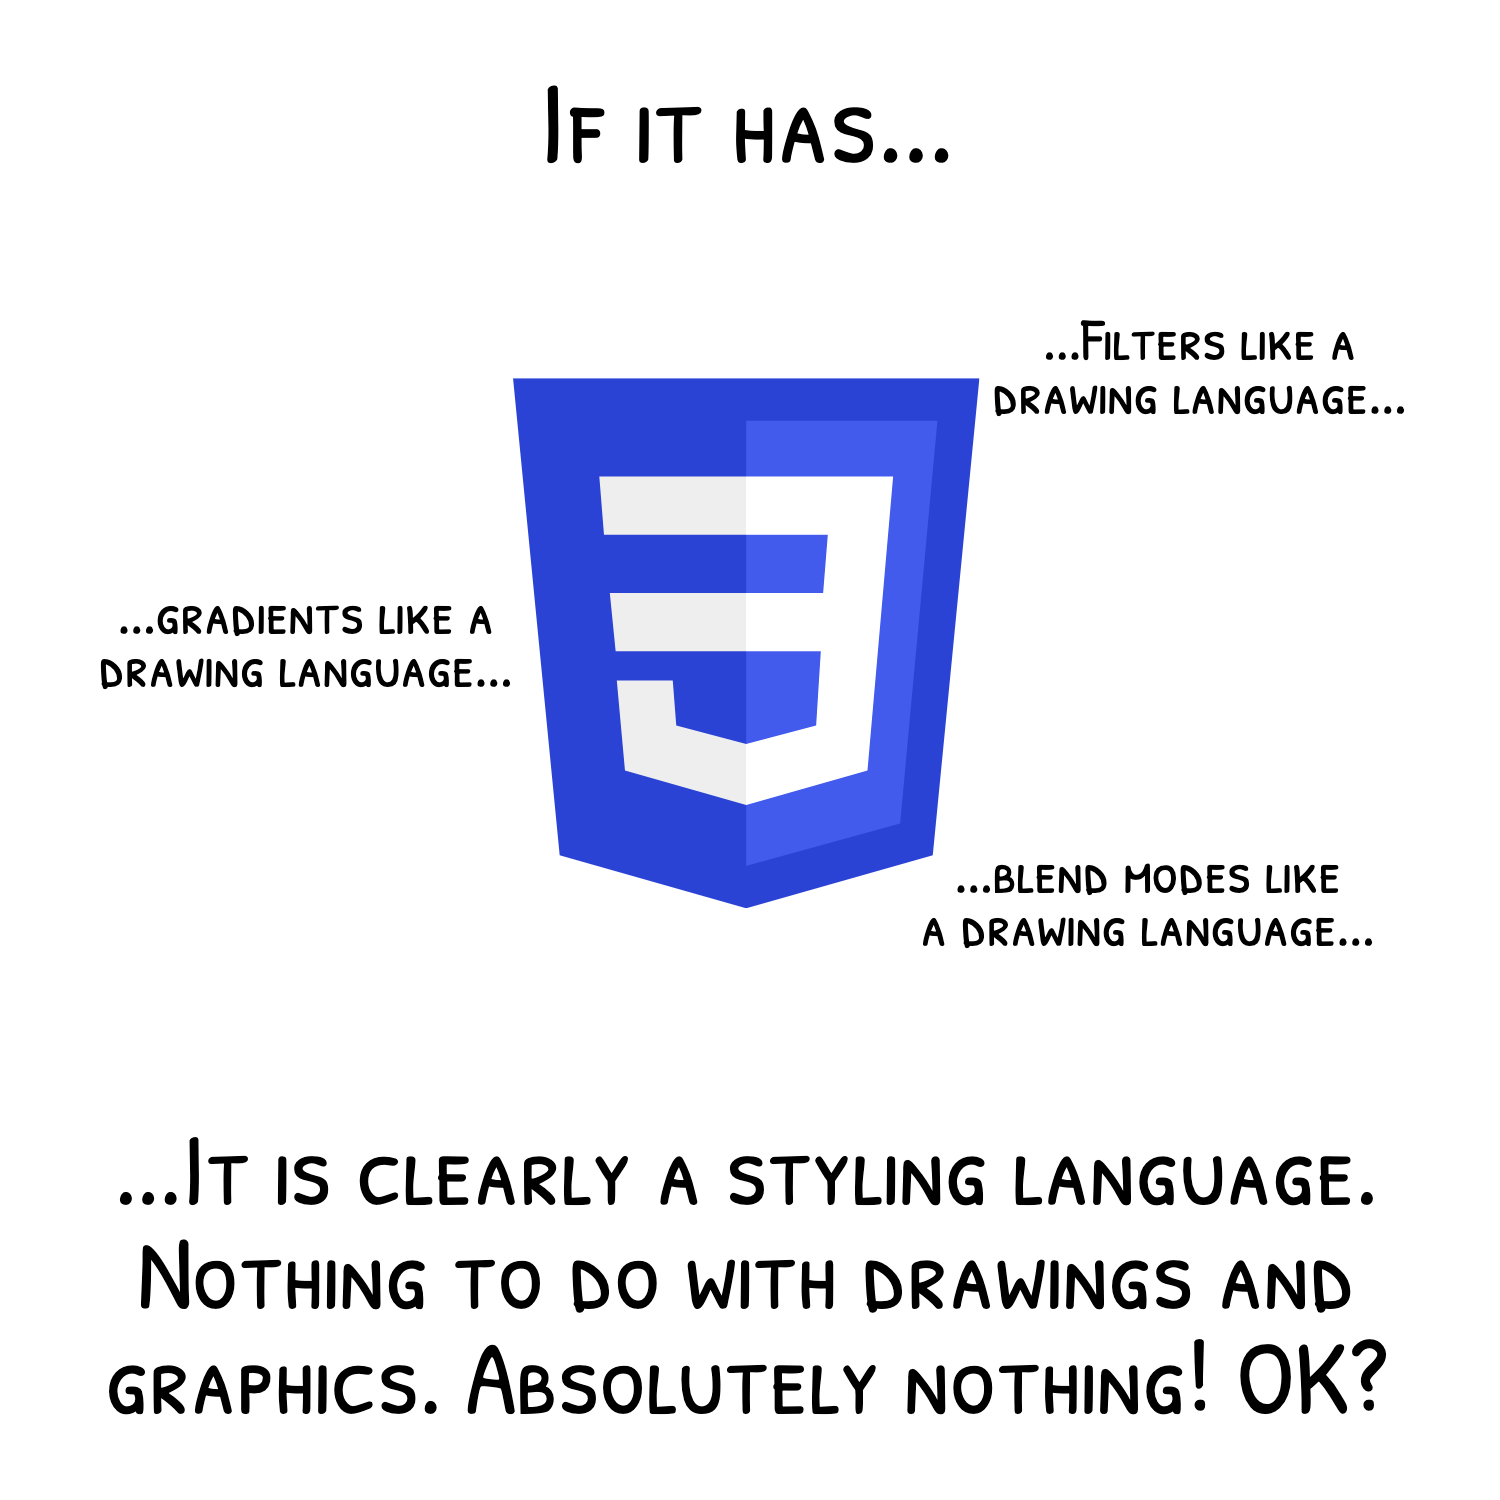 If it has...
...Filters like a
drawing language...
...gradients like a
drawing language...
...blend modes like
a drawing language...
...It is clearly a styling language.
Nothing to do with drawings and
graphics. Absolutely nothing! OK?